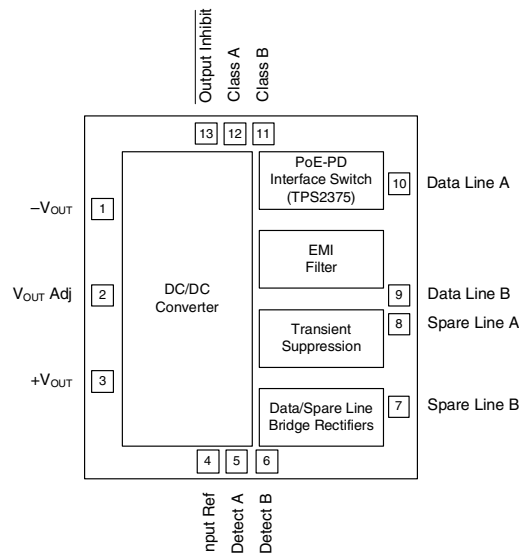 Output Inhibit
Class A
Class B
13
12
11
PoE-PD
Interface Switch
(TPS2375)
10
Data Line A
–VOUT
1
EMI
Filter
VOUT Adj
2
DC/DC
Converter
9
Data Line B
8
Spare Line A
Transient
Suppression
+VOUT
3
7
Spare Line B
Data/Spare Line
Bridge Rectifiers
4
5
6
nput Ref
Detect A
Detect B